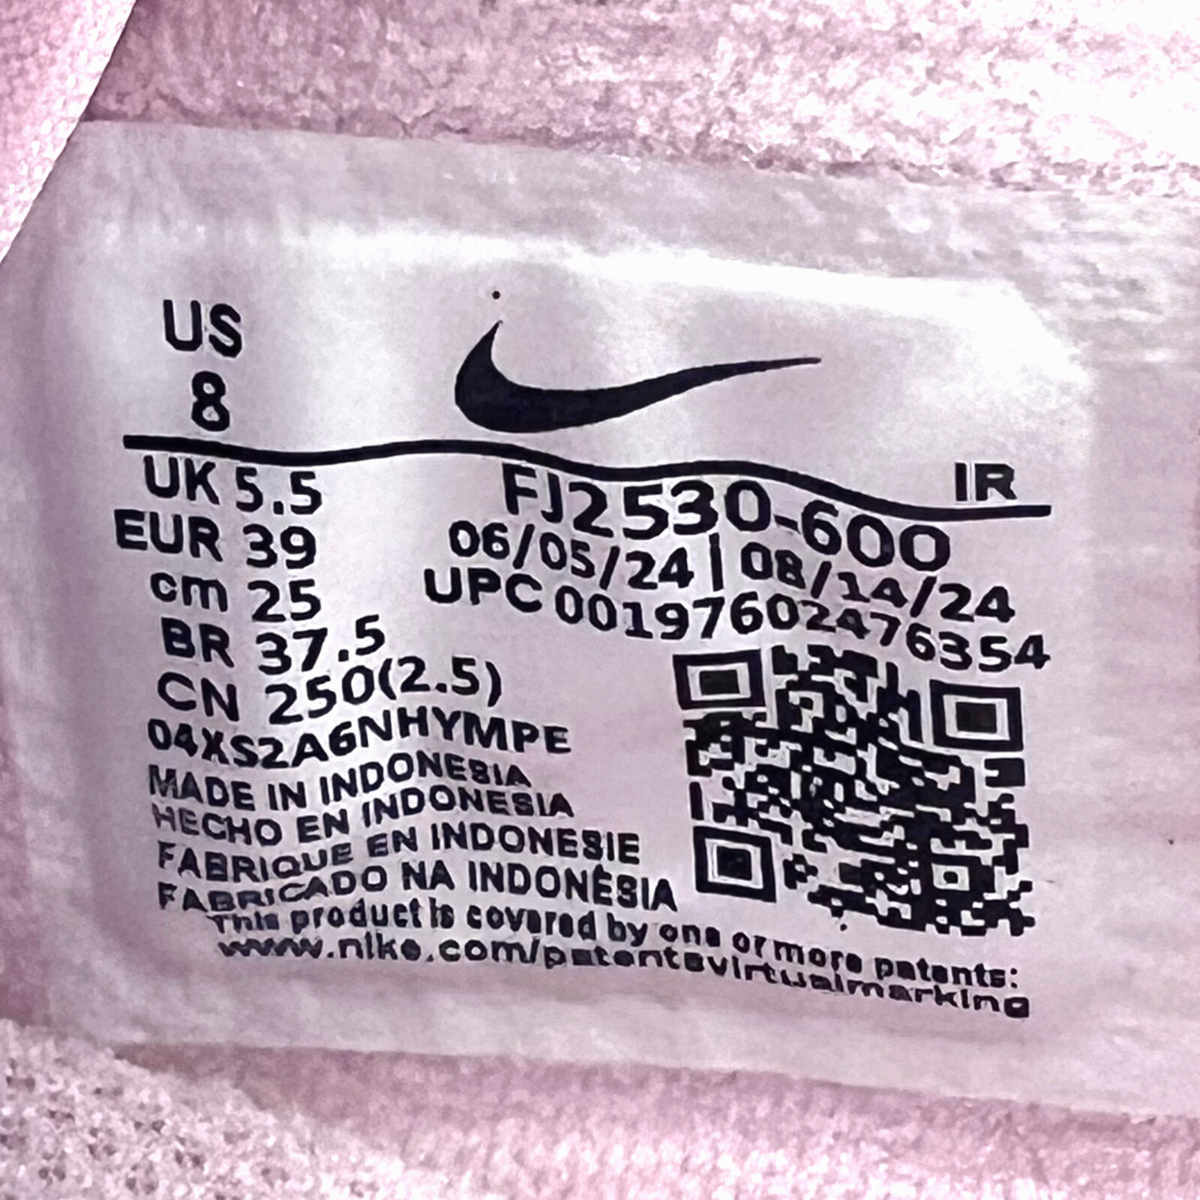 US
8
IR
UK 5.5
EUR 39
cm 25
BR 37.5
CN 250(2.5)
FJ2530-600
06/05/24 | 08/14/24
UPC 00197602476354
04XS2A6NHYMPE
MADE IN INDONESIA
HECHO EN INDONESIA
FABRIQUE EN INDONESIE
FABRICADO NA INDONÉSIA
This product is covered by one or more patents:
www.nike.com/patentsvirtualmarking